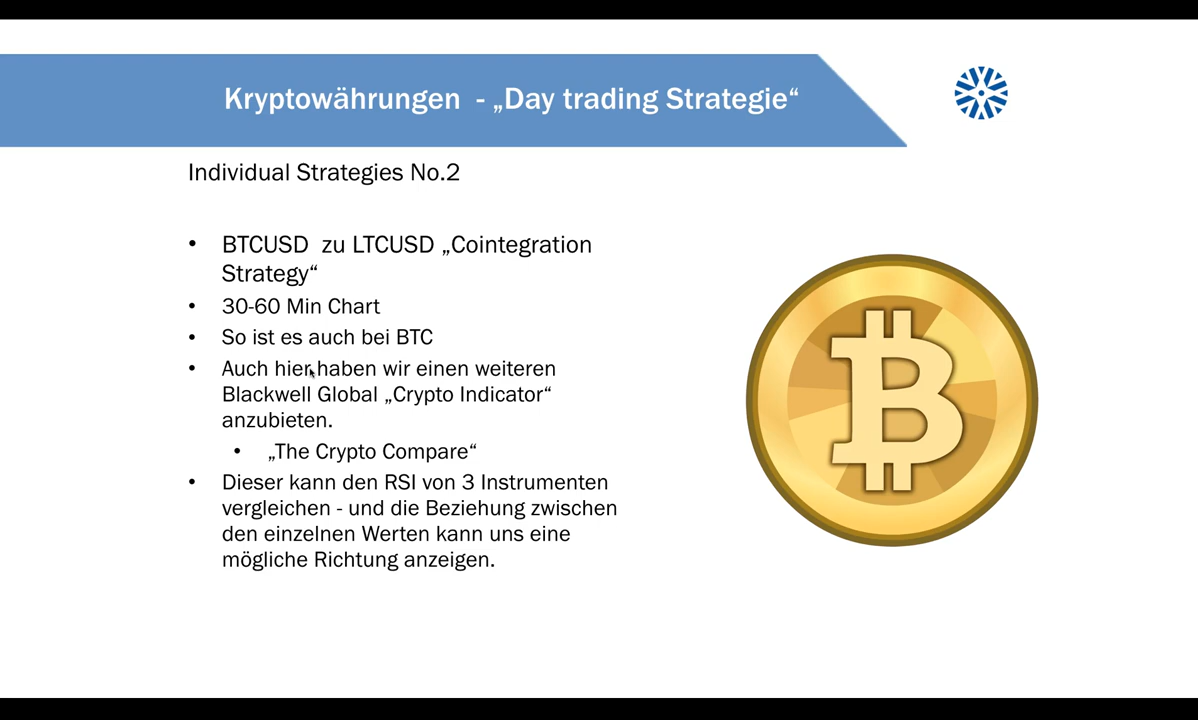 Kryptowährungen  - „Day trading Strategie“
Individual Strategies No.2
• BTCUSD  zu LTCUSD „Cointegration
Strategy“
• 30-60 Min Chart
• So ist es auch bei BTC
• Auch hier haben wir einen weiteren
Blackwell Global „Crypto Indicator“
anzubieten.
• „The Crypto Compare“
• Dieser kann den RSI von 3 Instrumenten
vergleichen - und die Beziehung zwischen
den einzelnen Werten kann uns eine
mögliche Richtung anzeigen.